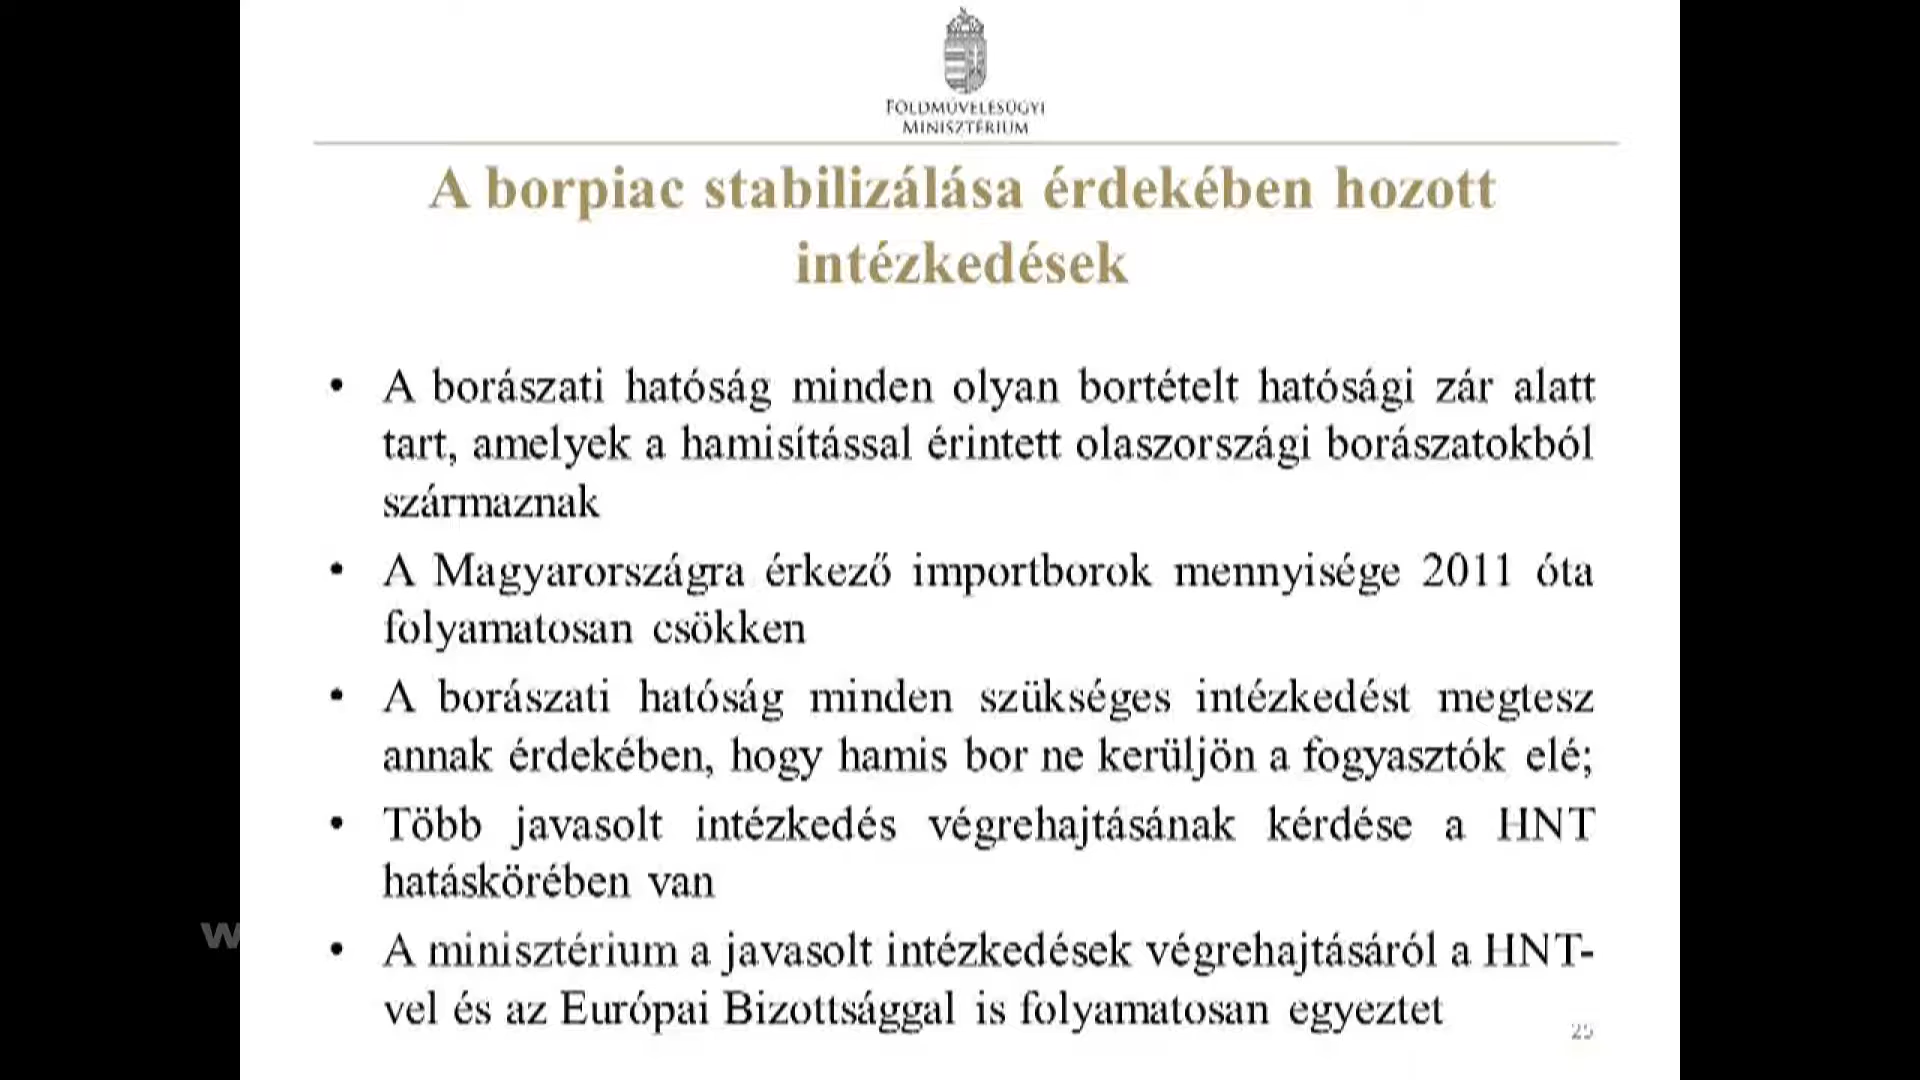 FÖLDMŰVELÉSÜGYI
MINISZTÉRIUM
A borpiac stabilizálása érdekében hozott
intézkedések
• A borászati hatóság minden olyan bortételt hatósági zár alatt
tart, amelyek a hamisítással érintett olaszországi borászatokból
származnak
• A Magyarországra érkező importborok mennyisége 2011 óta
folyamatosan csökken
• A borászati hatóság minden szükséges intézkedést megtesz
annak érdekében, hogy hamis bor ne kerüljön a fogyasztók elé;
• Több javasolt intézkedés végrehajtásának kérdése a HNT
hatáskörében van
• A minisztérium a javasolt intézkedések végrehajtásáról a HNT-
vel és az Európai Bizottsággal is folyamatosan egyeztet